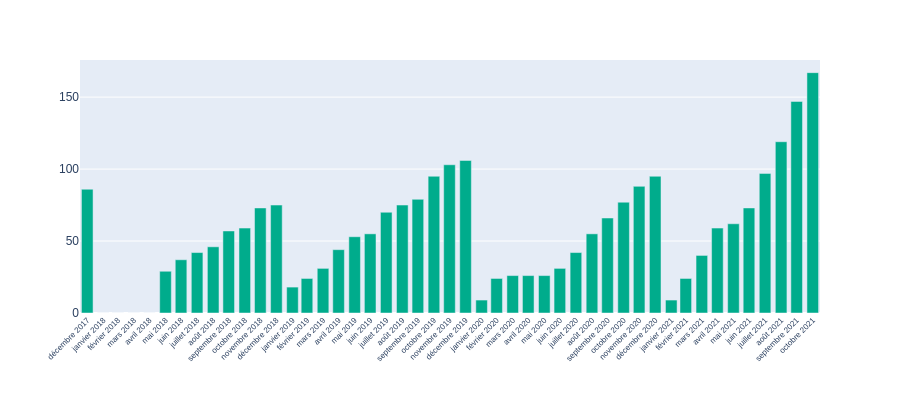 150
100
50
0
décembre 2017
janvier 2018
février 2018
mars 2018
avril 2018
mai 2018
juin 2018
juillet 2018
août 2018
septembre 2018
octobre 2018
novembre 2018
décembre 2018
janvier 2019
février 2019
mars 2019
avril 2019
mai 2019
juin 2019
juillet 2019
août 2019
septembre 2019
octobre 2019
novembre 2019
décembre 2019
janvier 2020
février 2020
mars 2020
avril 2020
mai 2020
juin 2020
juillet 2020
août 2020
septembre 2020
octobre 2020
novembre 2020
décembre 2020
janvier 2021
février 2021
mars 2021
avril 2021
mai 2021
juin 2021
juillet 2021
août 2021
septembre 2021
octobre 2021